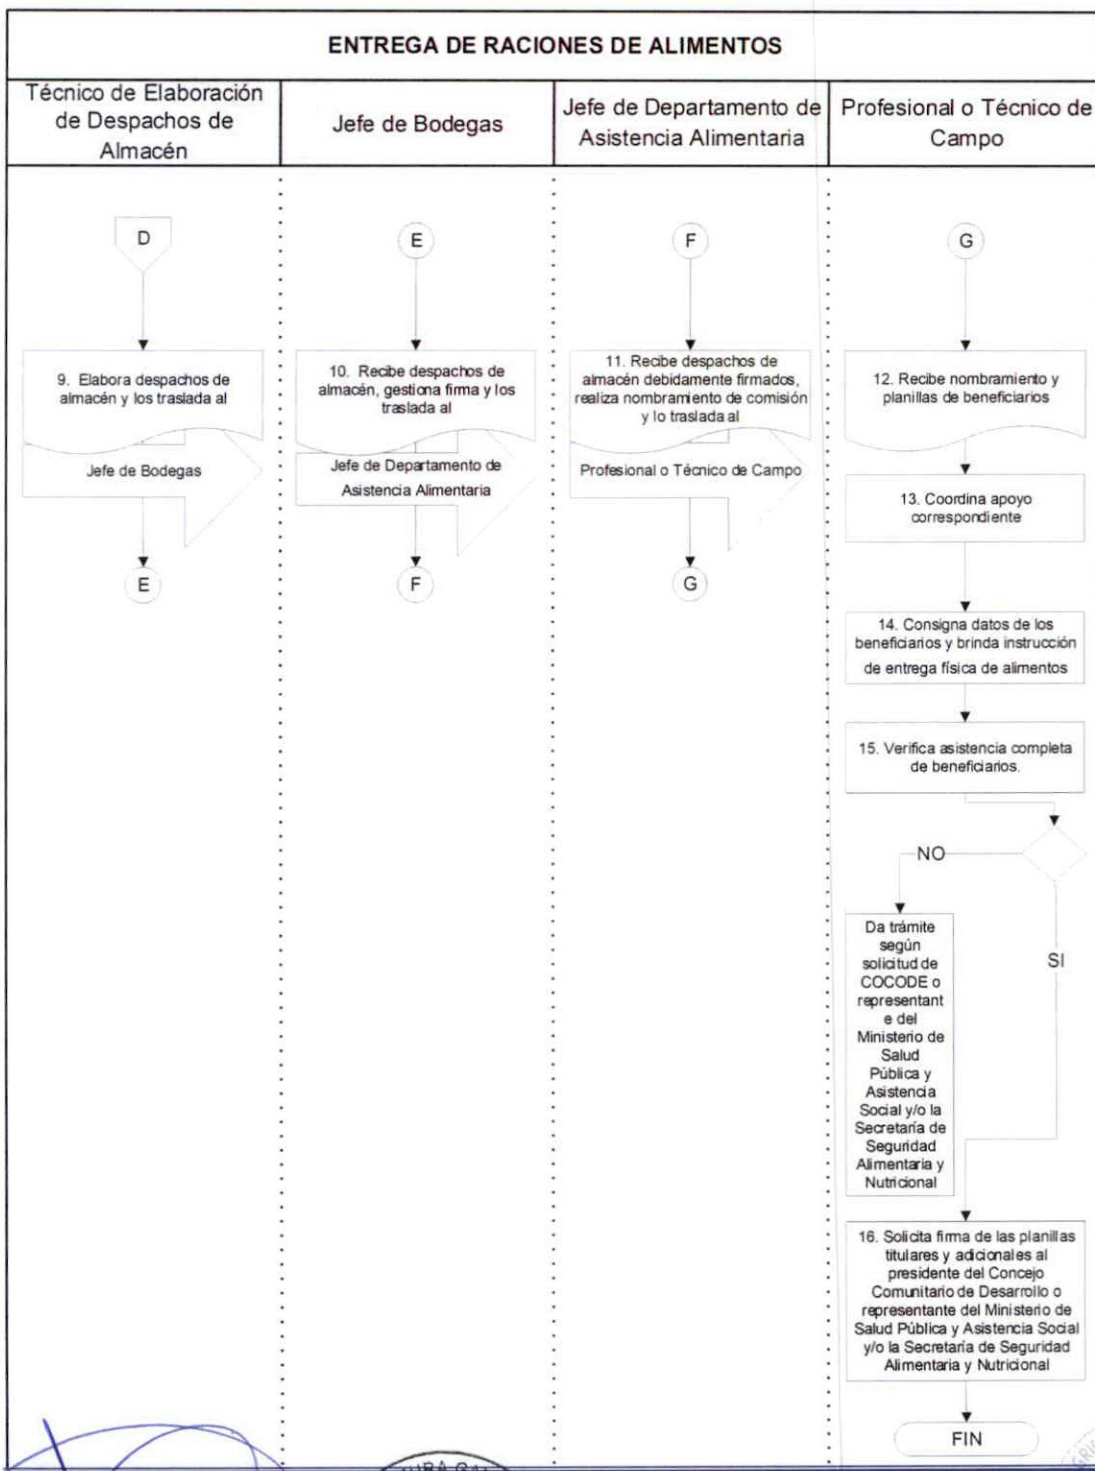 ENTREGA DE RACIONES DE ALIMENTOS
Técnico de Elaboración
de Despachos de
Almacén
Jefe de Bodegas
Jefe de Departamento de
Asistencia Alimentaria
Profesional o Técnico de
Campo
D
9. Elabora despachos de
almacén y los traslada al
Jefe de Bodegas
E
E
10. Recibe despachos de
almacén, gestiona firma y los
traslada al
Jefe de Departamento de
Asistencia Alimentaria
F
F
11. Recibe despachos de
almacén debidamente firmados,
realiza nombramiento de comisión
y lo traslada al
Profesional o Técnico de Campo
G
G
12. Recibe nombramiento y
planillas de beneficiarios
13. Coordina apoyo
correspondiente
14. Consigna datos de los
beneficiarios y brinda instrucción
de entrega física de alimentos
15. Verifica asistencia completa
de beneficiarios.
NO
Da trámite
según
solicitud de
COCODE o
representant
e del
Ministerio de
Salud
Pública y
Asistencia
Social y/o la
Secretaría de
Seguridad
Alimentaria y
Nutricional
SI
16. Solicita firma de las planillas
titulares y adicionales al
presidente del Concejo
Comunitario de Desarrollo o
representante del Ministerio de
Salud Pública y Asistencia Social
y/o la Secretaría de Seguridad
Alimentaria y Nutricional
FIN